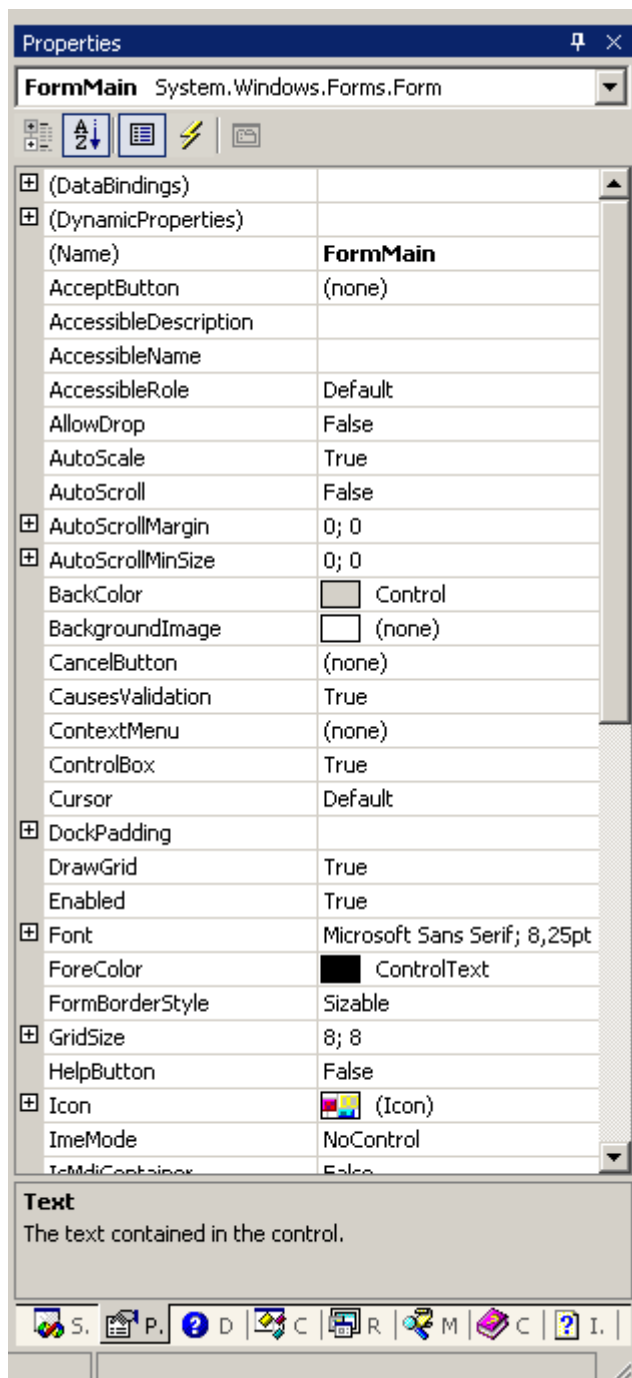 Properties
FormMain System.Windows.Forms.Form
(DataBindings)
(DynamicProperties)
(Name) FormMain
AcceptButton (none)
AccessibleDescription
AccessibleName
AccessibleRole Default
AllowDrop False
AutoScale True
AutoScroll False
AutoScrollMargin 0; 0
AutoScrollMinSize 0; 0
BackColor Control
BackgroundImage (none)
CancelButton (none)
CausesValidation True
ContextMenu (none)
ControlBox True
Cursor Default
DockPadding
DrawGrid True
Enabled True
Font Microsoft Sans Serif; 8,25pt
ForeColor ControlText
FormBorderStyle Sizable
GridSize 8; 8
HelpButton False
Icon (Icon)
ImeMode NoControl
IsMdiContainer False
Text
The text contained in the control.
S. P. D C R M C I.